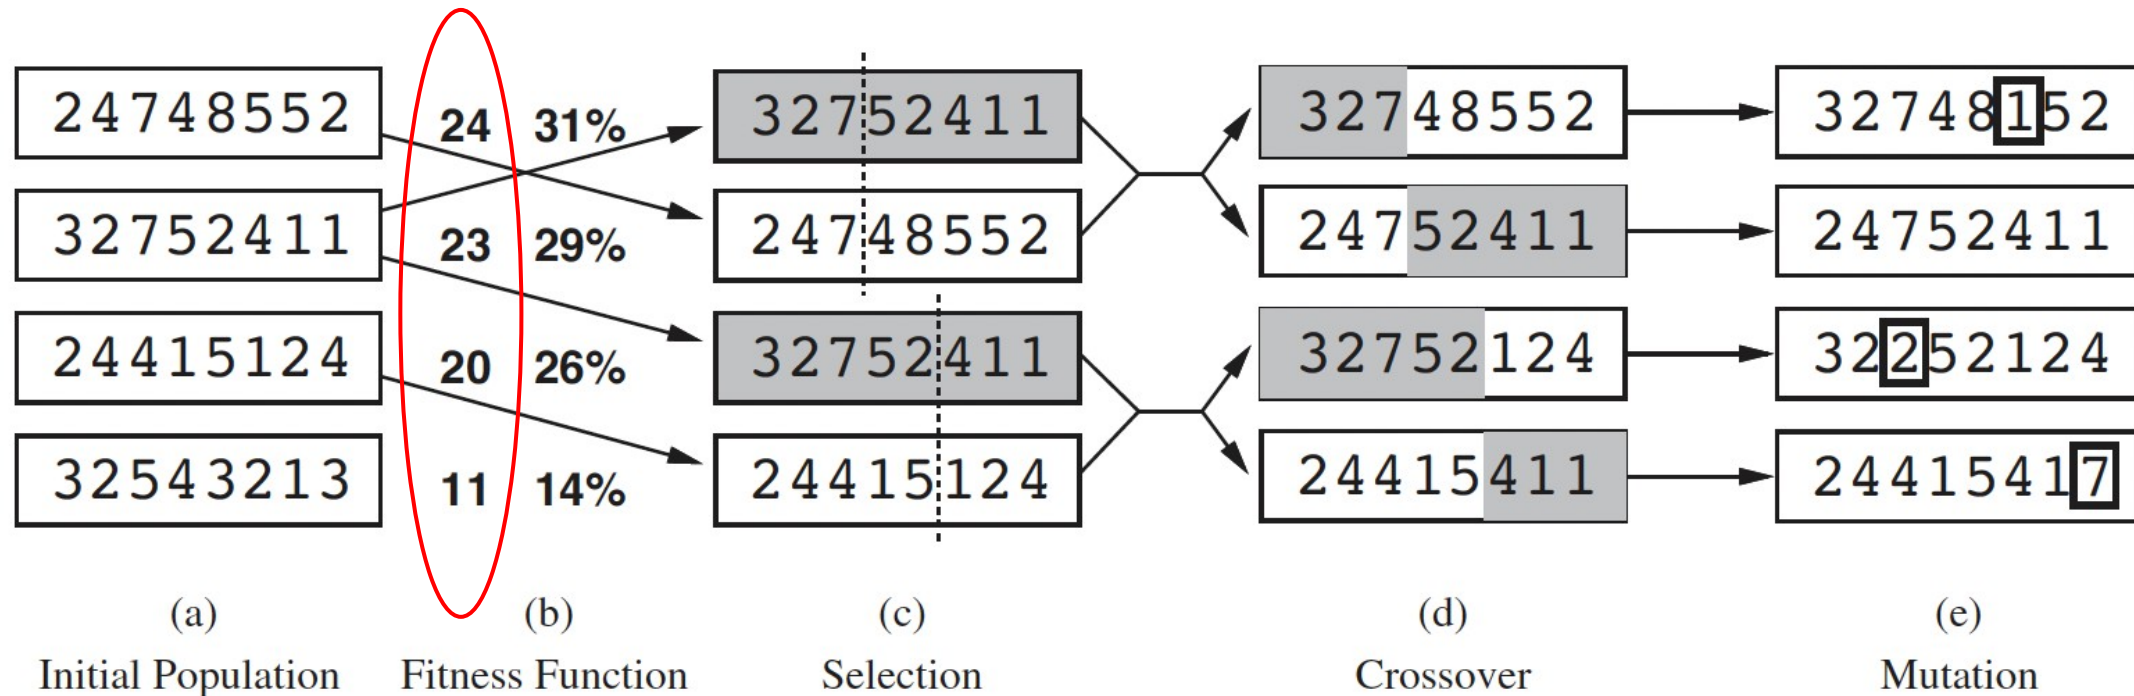 24748552 24 31% 32752411 32748552 32748152
32752411 23 29% 24748552 24752411 24752411
24415124 20 26% 32752411 32752124 32252124
32543213 11 14% 24415124 24415411 24415417
(a) (b) (c) (d) (e)
Initial Population Fitness Function Selection Crossover Mutation